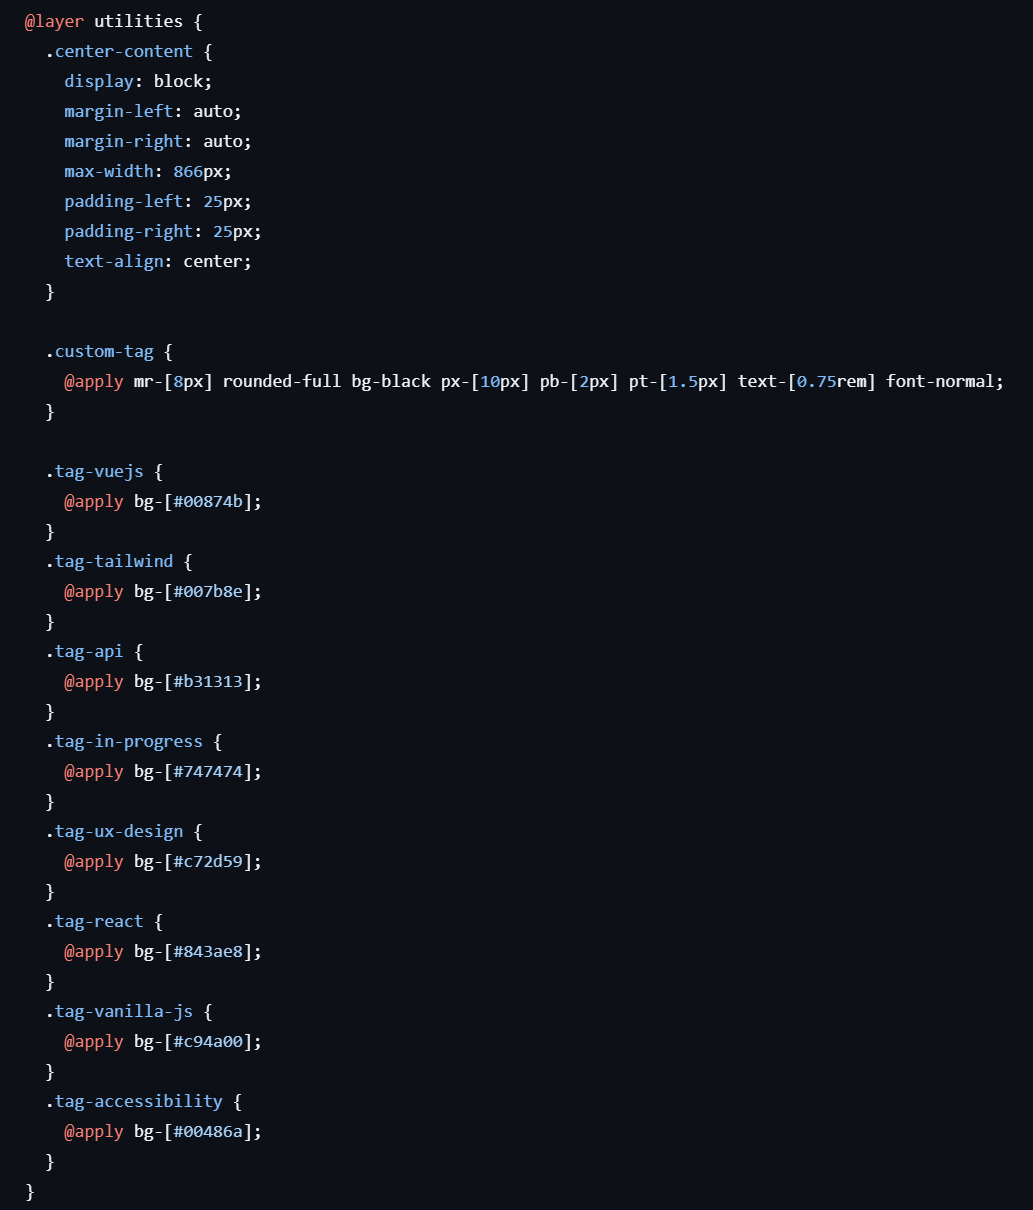 @layer utilities {
  .center-content {
    display: block;
    margin-left: auto;
    margin-right: auto;
    max-width: 866px;
    padding-left: 25px;
    padding-right: 25px;
    text-align: center;
  }

  .custom-tag {
    @apply mr-[8px] rounded-full bg-black px-[10px] pb-[2px] pt-[1.5px] text-[0.75rem] font-normal;
  }

  .tag-vuejs {
    @apply bg-[#00874b];
  }
  .tag-tailwind {
    @apply bg-[#007b8e];
  }
  .tag-api {
    @apply bg-[#b31313];
  }
  .tag-in-progress {
    @apply bg-[#747474];
  }
  .tag-ux-design {
    @apply bg-[#c72d59];
  }
  .tag-react {
    @apply bg-[#843ae8];
  }
  .tag-vanilla-js {
    @apply bg-[#c94a00];
  }
  .tag-accessibility {
    @apply bg-[#00486a];
  }
}